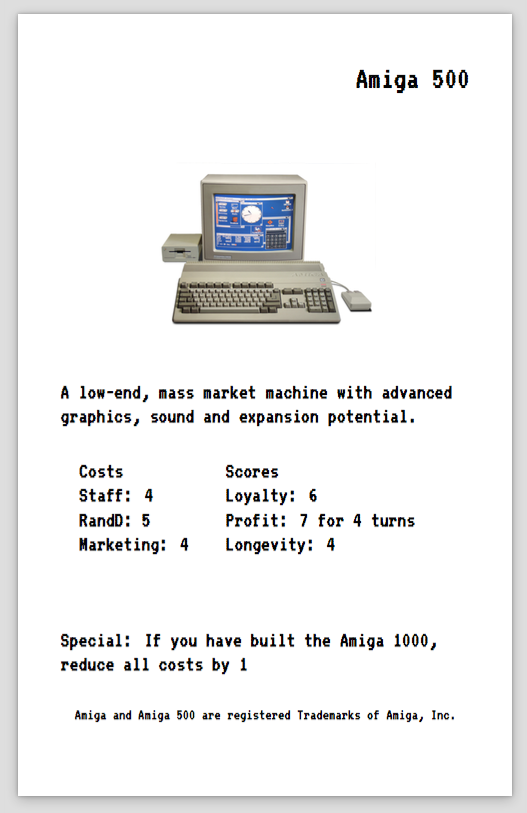 Amiga 500
A low-end, mass market machine with advanced
graphics, sound and expansion potential.
Costs Scores
Staff: 4 Loyalty: 6
RandD: 5 Profit: 7 for 4 turns
Marketing: 4 Longevity: 4
Special: If you have built the Amiga 1000,
reduce all costs by 1
Amiga and Amiga 500 are registered Trademarks of Amiga, Inc.